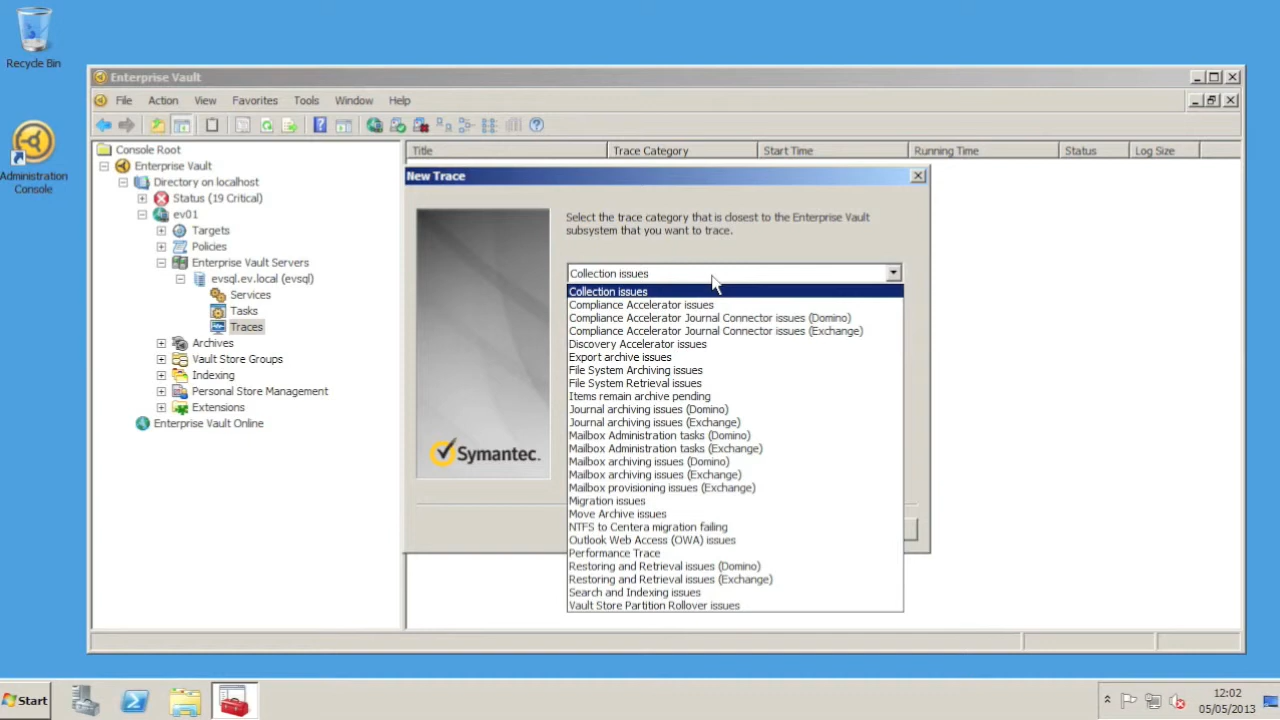 Recycle Bin
Administration
Console
Enterprise Vault
File Action View Favorites Tools Window Help
Console Root
Enterprise Vault
Directory on localhost
Status (19 Critical)
ev01
Targets
Policies
Enterprise Vault Servers
evsql.ev.local (evsql)
Services
Tasks
Traces
Archives
Vault Store Groups
Indexing
Personal Store Management
Extensions
Enterprise Vault Online
Title Trace Category Start Time Running Time Status Log Size
New Trace
Select the trace category that is closest to the Enterprise Vault
subsystem that you want to trace.
Symantec.
Collection issues
Collection issues
Compliance Accelerator issues
Compliance Accelerator Journal Connector issues (Domino)
Compliance Accelerator Journal Connector issues (Exchange)
Discovery Accelerator issues
Export archive issues
File System Archiving issues
File System Retrieval issues
Items remain archive pending
Journal archiving issues (Domino)
Journal archiving issues (Exchange)
Mailbox Administration tasks (Domino)
Mailbox Administration tasks (Exchange)
Mailbox archiving issues (Domino)
Mailbox archiving issues (Exchange)
Mailbox provisioning issues (Exchange)
Migration issues
Move Archive issues
NTFS to Centera migration failing
Outlook Web Access (OWA) issues
Performance Trace
Restoring and Retrieval issues (Domino)
Restoring and Retrieval issues (Exchange)
Search and Indexing issues
Vault Store Partition Rollover issues
Start
12:02
05/05/2013